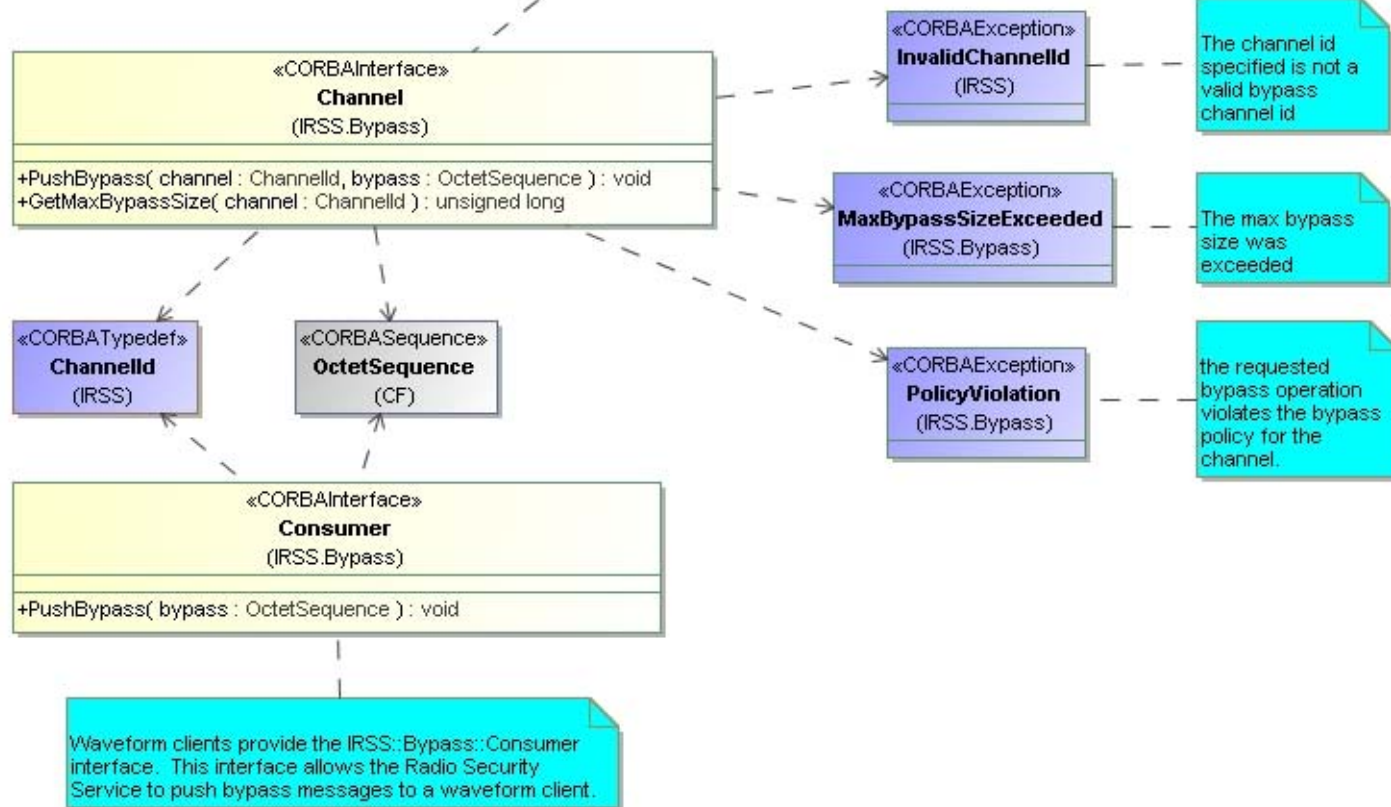 «CORBAInterface»
Channel
(IRSS.Bypass)
+PushBypass( channel : ChannelId, bypass : OctetSequence ) : void
+GetMaxBypassSize( channel : ChannelId ) : unsigned long
«CORBAException»
InvalidChannelId
(IRSS)
The channel id
specified is not a
valid bypass
channel id
«CORBAException»
MaxBypassSizeExceeded
(IRSS.Bypass)
The max bypass
size was
exceeded
«CORBATypedef»
ChannelId
(IRSS)
«CORBASequence»
OctetSequence
(CF)
«CORBAException»
PolicyViolation
(IRSS.Bypass)
the requested
bypass operation
violates the bypass
policy for the
channel.
«CORBAInterface»
Consumer
(IRSS.Bypass)
+PushBypass( bypass : OctetSequence ) : void
Waveform clients provide the IRSS::Bypass::Consumer
interface. This interface allows the Radio Security
Service to push bypass messages to a waveform client.